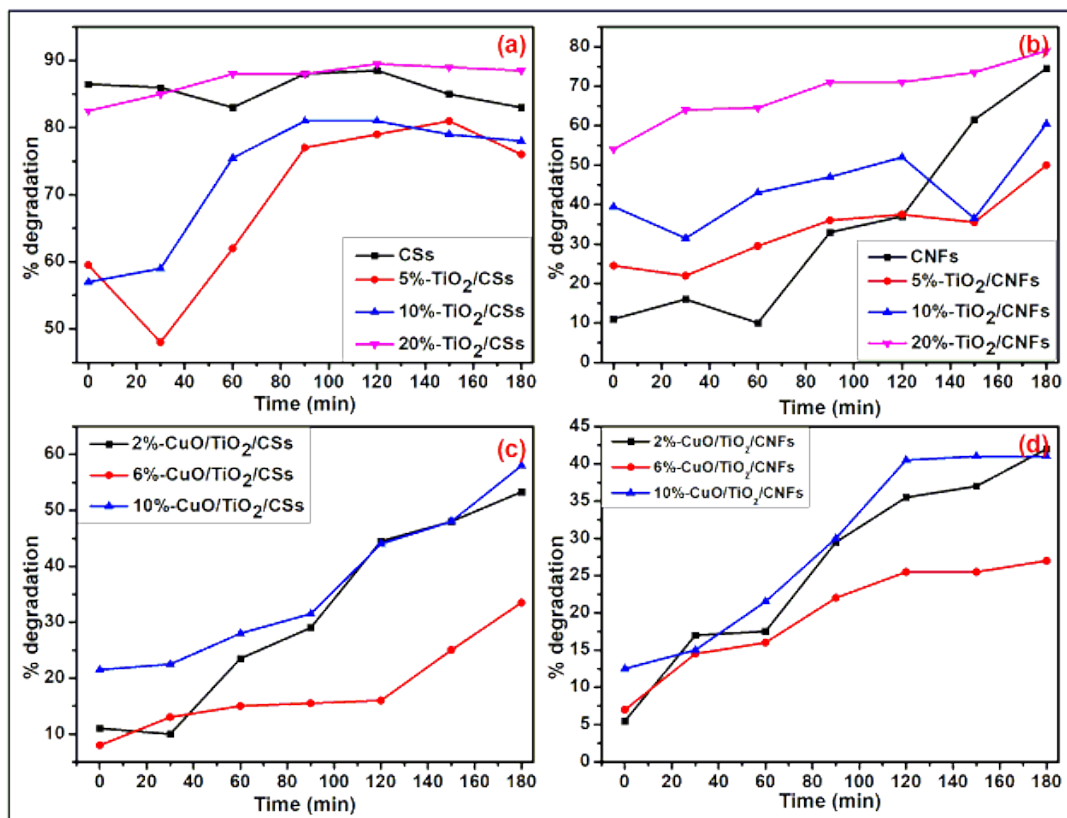 (a)
% degradation
90
80
70
60
50
CSs
5%-TiO2/CSs
10%-TiO2/CSs
20%-TiO2/CSs
0 20 40 60 80 100 120 140 160 180
Time (min)
(b)
% degradation
80
70
60
50
40
30
20
10
0
CNFs
5%-TiO2/CNFs
10%-TiO2/CNFs
20%-TiO2/CNFs
0 20 40 60 80 100 120 140 160 180
Time (min)
(c)
% degradation
60
50
40
30
20
10
2%-CuO/TiO2/CSs
6%-CuO/TiO2/CSs
10%-CuO/TiO2/CSs
0 20 40 60 80 100 120 140 160 180
Time (min)
(d)
% degradation
45
40
35
30
25
20
15
10
5
0
2%-CuO/TiO2/CNFs
6%-CuO/TiO2/CNFs
10%-CuO/TiO2/CNFs
0 20 40 60 80 100 120 140 160 180
Time (min)